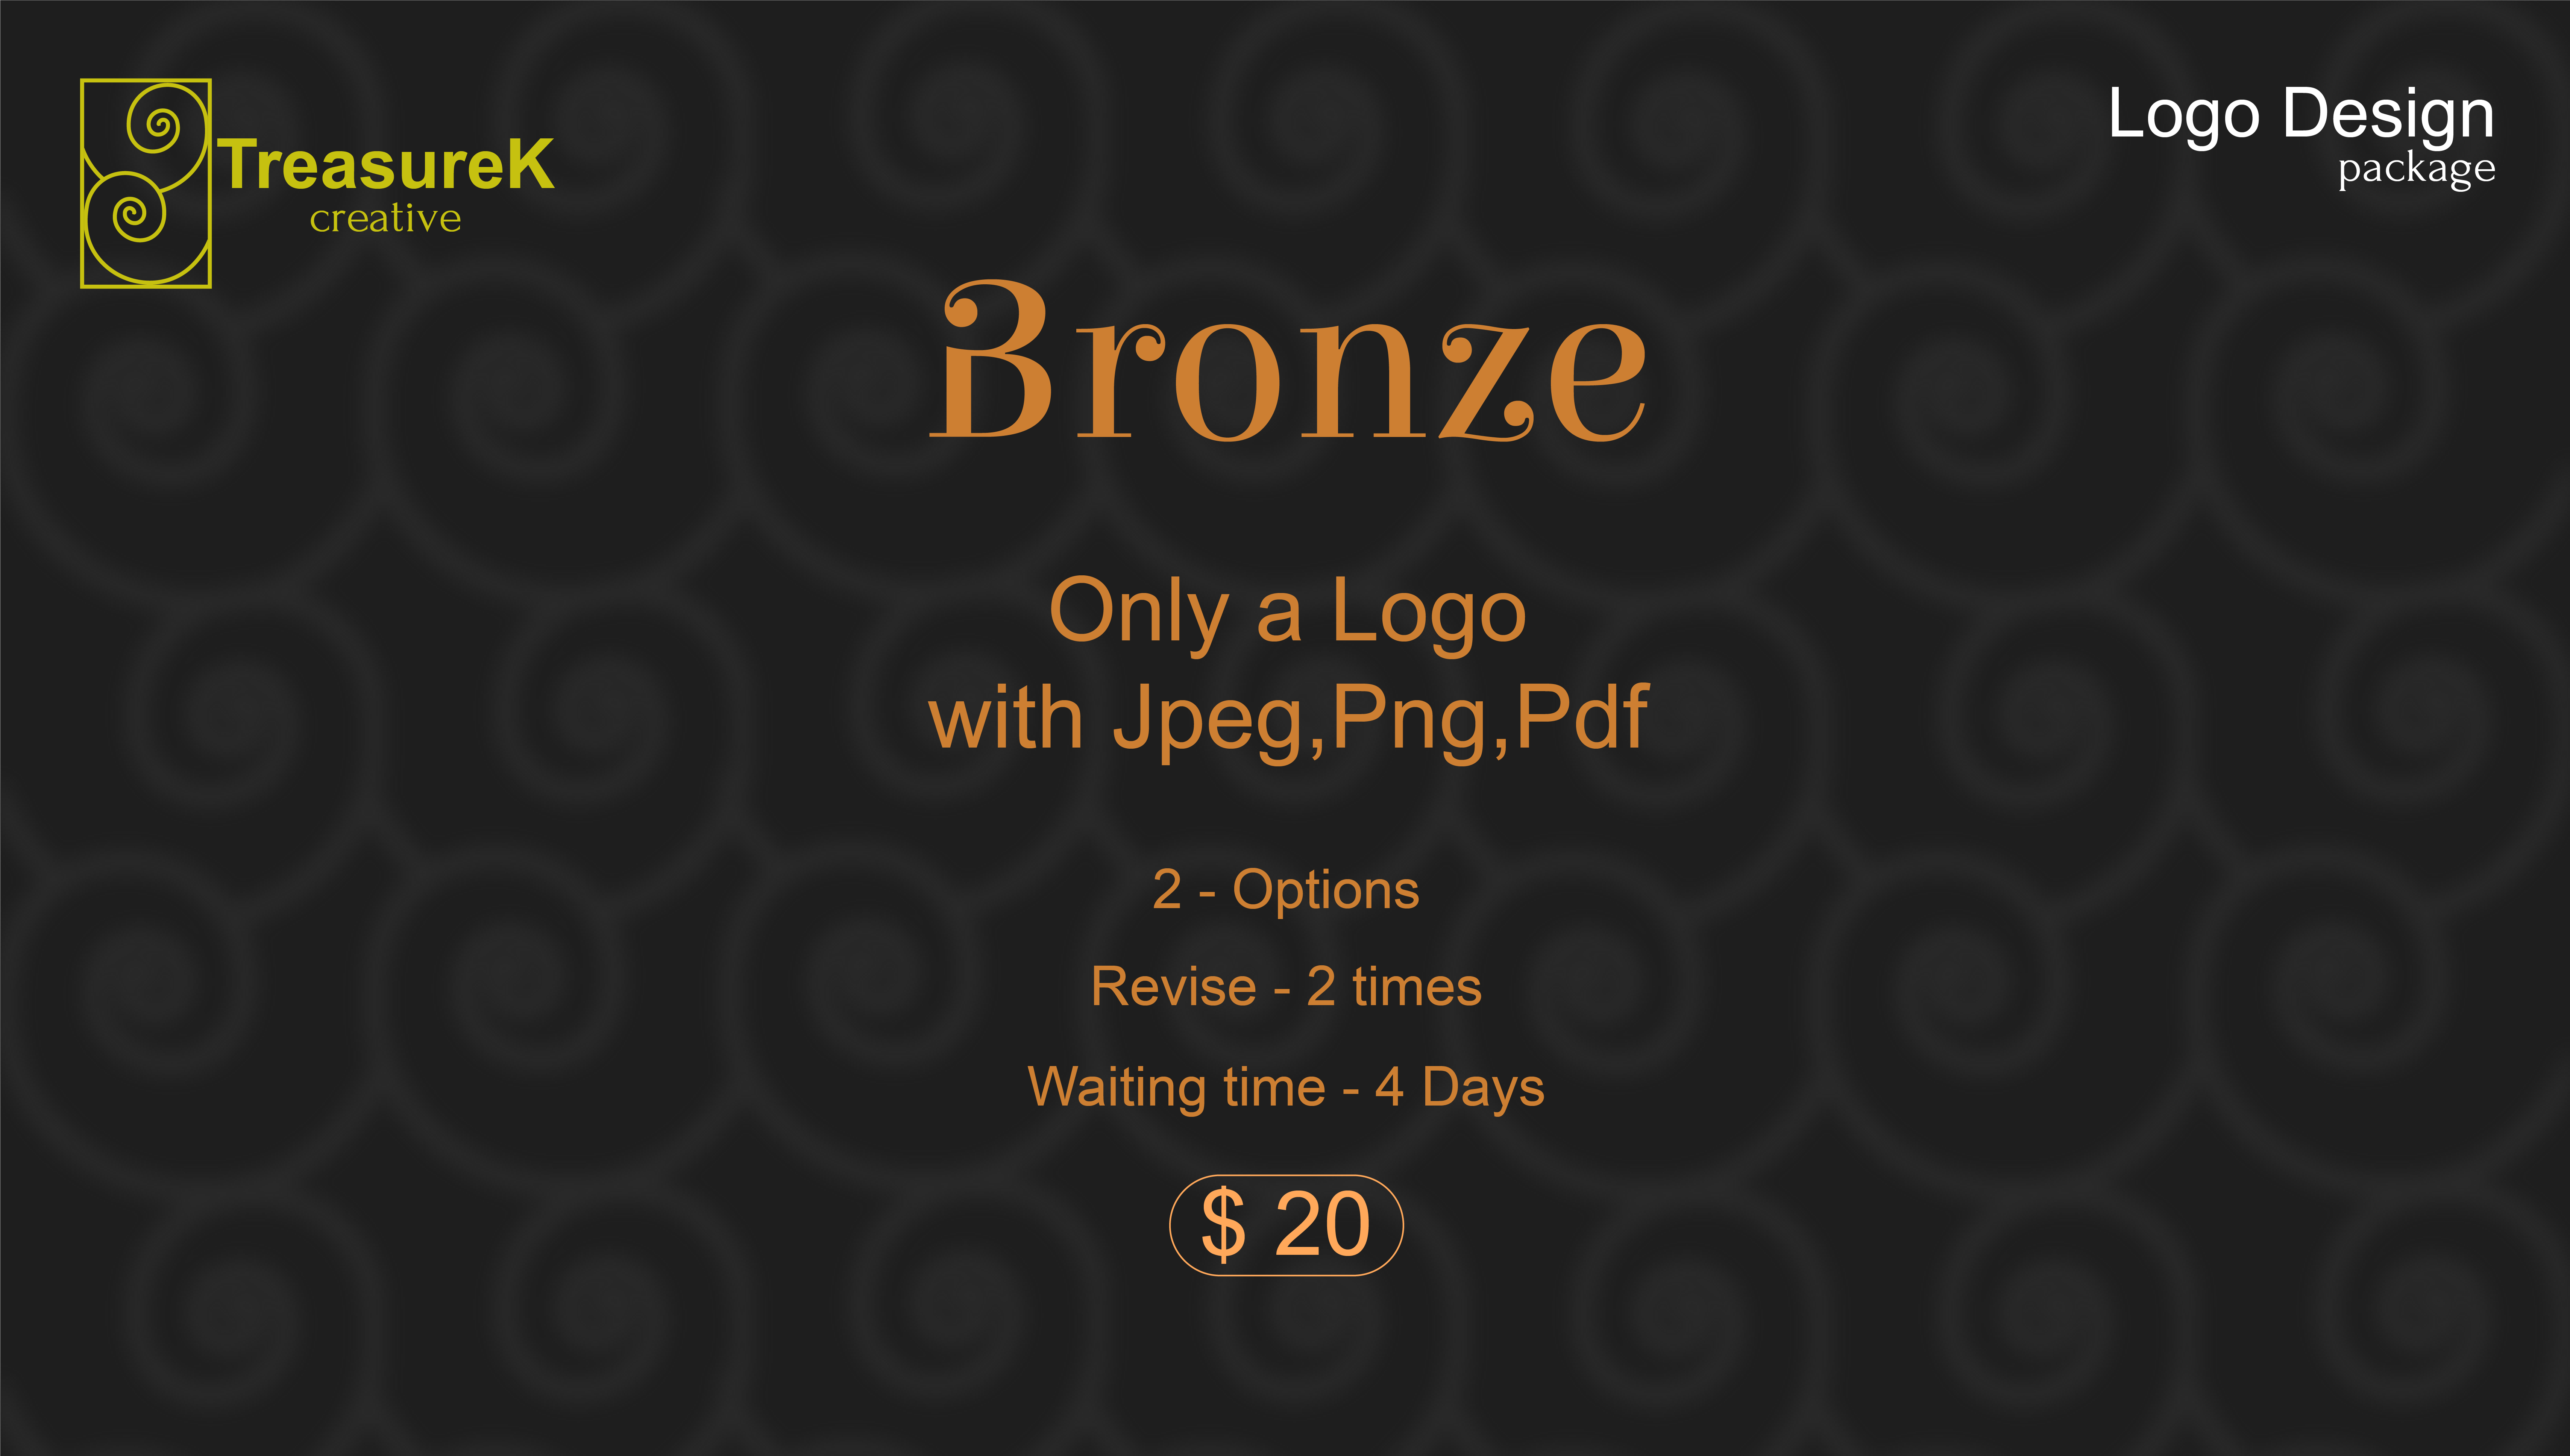 TreasureK
creative
Logo Design
package
Bronze
Only a Logo
with Jpeg,Png,Pdf
2 - Options
Revise - 2 times
Waiting time - 4 Days
$ 20